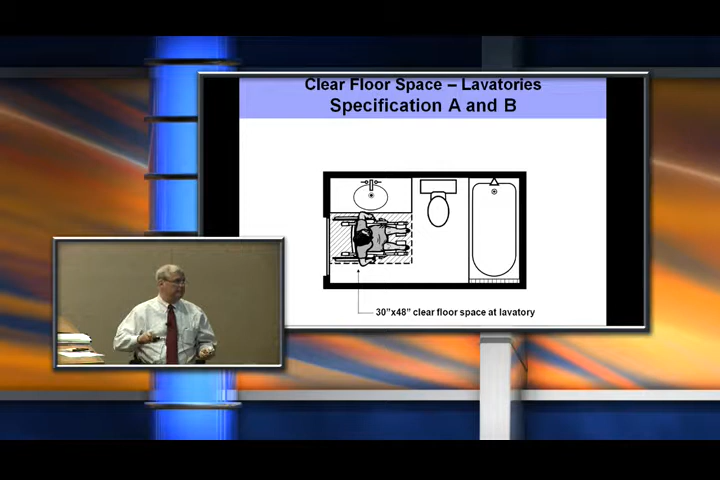 Clear Floor Space – Lavatories
Specification A and B
30”x48” clear floor space at lavatory